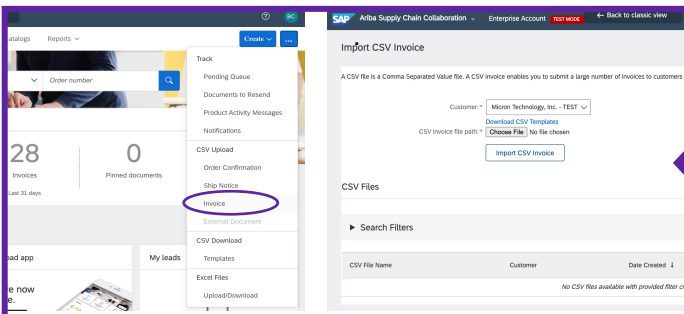 BC
atalogs Reports
Create ...
Order number
28
Invoices
Last 31 days
0
Pinned documents
My leads
Track
Pending Queue
Documents to Resend
Product Activity Messages
Notifications
CSV Upload
Order Confirmation
Ship Notice
Invoice
External Document
CSV Download
Templates
Excel Files
Upload/Download
SAP Ariba Supply Chain Collaboration Enterprise Account TEST MODE ← Back to classic view
Import CSV Invoice
A CSV file is a Comma Separated Value file. A CSV invoice enables you to submit a large number of invoices to customers
Customer:* Micron Technology, Inc. - TEST
Download CSV Templates
CSV invoice file path:* Choose File No file chosen
Import CSV Invoice
CSV Files
► Search Filters
CSV File Name Customer Date Created ↓
No CSV files available with provided filter cr